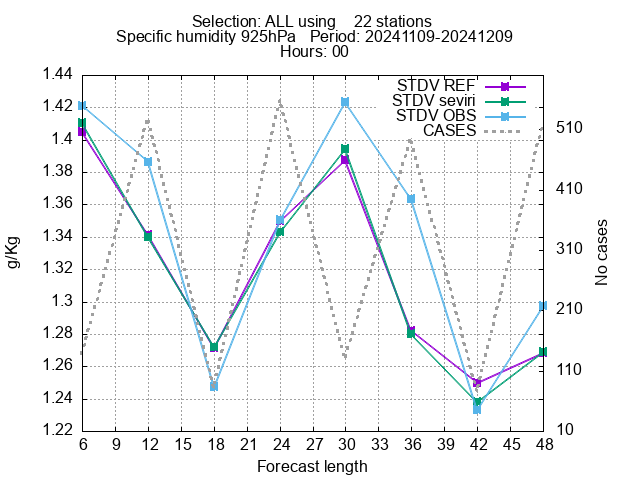 Selection: ALL using    22 stations
Specific humidity 925hPa   Period: 20241109-20241209
Hours: 00
STDV REF
STDV seviri
STDV OBS
CASES
1.44
1.42
1.4
1.38
1.36
1.34
1.32
1.3
1.28
1.26
1.24
1.22
g/Kg
510
410
310
210
110
10
No cases
6 9 12 15 18 21 24 27 30 33 36 39 42 45 48
Forecast length